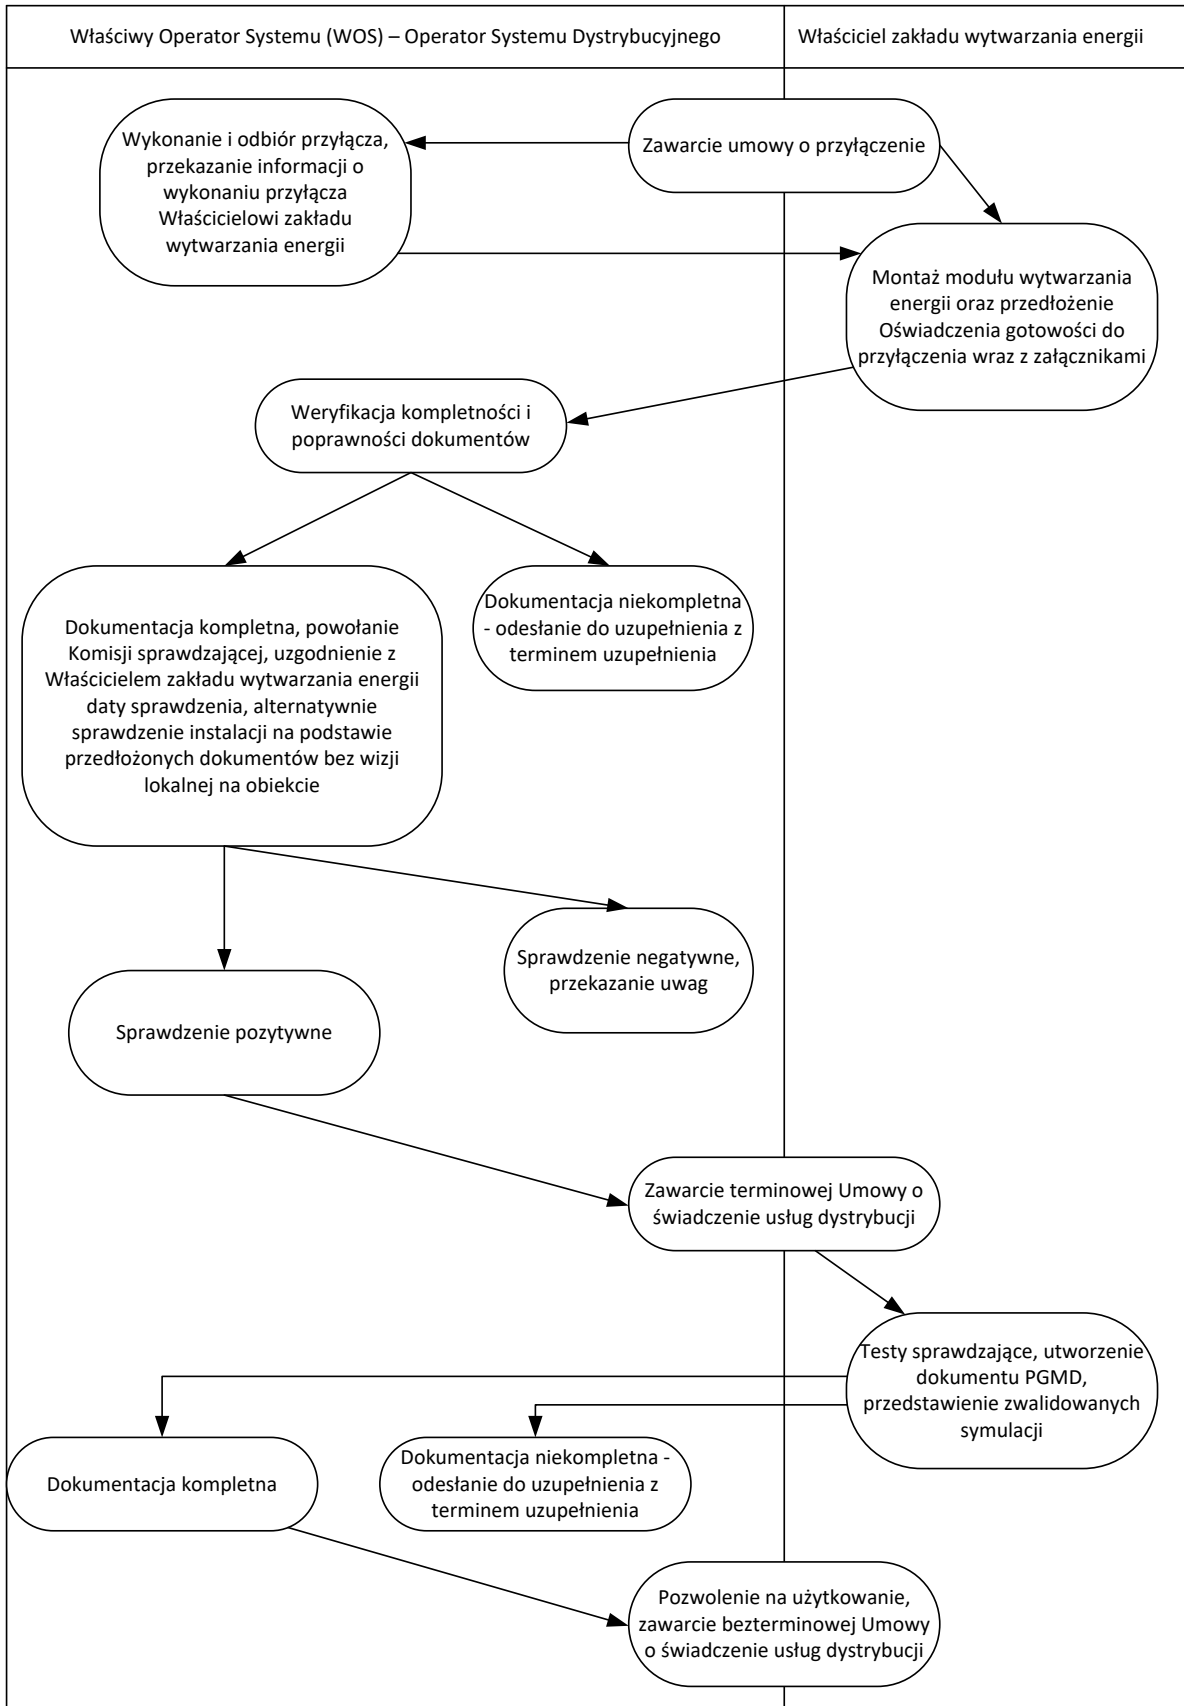 Właściwy Operator Systemu (WOS) – Operator Systemu Dystrybucyjnego
Właściciel zakładu wytwarzania energii
Zawarcie umowy o przyłączenie
Wykonanie i odbiór przyłącza,
przekazanie informacji o
wykonaniu przyłącza
Właścicielowi zakładu
wytwarzania energii
Montaż modułu wytwarzania
energii oraz przedłożenie
Oświadczenia gotowości do
przyłączenia wraz z załącznikami
Weryfikacja kompletności i
poprawności dokumentów
Dokumentacja kompletna, powołanie
Komisji sprawdzającej, uzgodnienie z
Właścicielem zakładu wytwarzania energii
daty sprawdzenia, alternatywnie
sprawdzenie instalacji na podstawie
przedłożonych dokumentów bez wizji
lokalnej na obiekcie
Dokumentacja niekompletna
- odesłanie do uzupełnienia z
terminem uzupełnienia
Sprawdzenie negatywne,
przekazanie uwag
Sprawdzenie pozytywne
Zawarcie terminowej Umowy o
świadczenie usług dystrybucji
Testy sprawdzające, utworzenie
dokumentu PGMD,
przedstawienie zwalidowanych
symulacji
Dokumentacja kompletna
Dokumentacja niekompletna -
odesłanie do uzupełnienia z
terminem uzupełnienia
Pozwolenie na użytkowanie,
zawarcie bezterminowej Umowy
o świadczenie usług dystrybucji